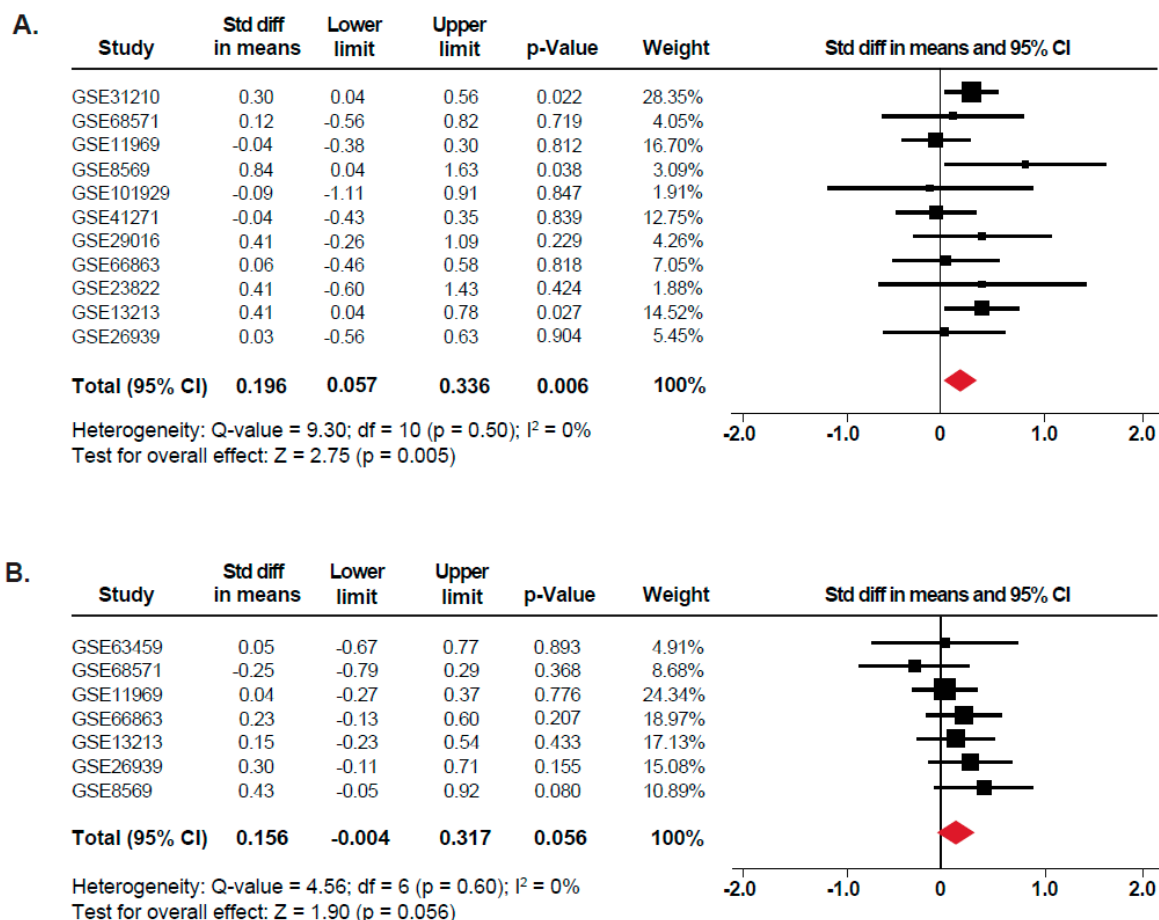 A.
Study Std diff in means Lower limit Upper limit p-Value Weight Std diff in means and 95% CI
GSE31210 0.30 0.04 0.56 0.022 28.35%
GSE68571 0.12 -0.56 0.82 0.719 4.05%
GSE11969 -0.04 -0.38 0.30 0.812 16.70%
GSE8569 0.84 0.04 1.63 0.038 3.09%
GSE101929 -0.09 -1.11 0.91 0.847 1.91%
GSE41271 -0.04 -0.43 0.35 0.839 12.75%
GSE29016 0.41 -0.26 1.09 0.229 4.26%
GSE66863 0.06 -0.46 0.58 0.818 7.05%
GSE23822 0.41 -0.60 1.43 0.424 1.88%
GSE13213 0.41 0.04 0.78 0.027 14.52%
GSE26939 0.03 -0.56 0.63 0.904 5.45%
Total (95% CI) 0.196 0.057 0.336 0.006 100%
-2.0 -1.0 0 1.0 2.0
Heterogeneity: Q-value = 9.30; df = 10 (p = 0.50); I² = 0%
Test for overall effect: Z = 2.75 (p = 0.005)
B.
Study Std diff in means Lower limit Upper limit p-Value Weight Std diff in means and 95% CI
GSE63459 0.05 -0.67 0.77 0.893 4.91%
GSE68571 -0.25 -0.79 0.29 0.368 8.68%
GSE11969 0.04 -0.27 0.37 0.776 24.34%
GSE66863 0.23 -0.13 0.60 0.207 18.97%
GSE13213 0.15 -0.23 0.54 0.433 17.13%
GSE26939 0.30 -0.11 0.71 0.155 15.08%
GSE8569 0.43 -0.05 0.92 0.080 10.89%
Total (95% CI) 0.156 -0.004 0.317 0.056 100%
-2.0 -1.0 0 1.0 2.0
Heterogeneity: Q-value = 4.56; df = 6 (p = 0.60); I² = 0%
Test for overall effect: Z = 1.90 (p = 0.056)